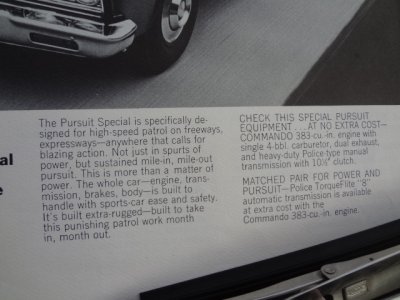 al
e
The Pursuit Special is specifically de-
signed for high-speed patrol on freeways,
expressways—anywhere that calls for
blazing action. Not just in spurts of
power, but sustained mile-in, mile-out
pursuit. This is more than a matter of
power. The whole car—engine, trans-
mission, brakes, body—is built to
handle with sports-car ease and safety.
It's built extra-rugged—built to take
this punishing patrol work month
in, month out.
CHECK THIS SPECIAL PURSUIT
EQUIPMENT . . . AT NO EXTRA COST—
COMMANDO 383-cu.-in. engine with
single 4-bbl. carburetor, dual exhaust,
and heavy-duty Police-type manual
transmission with 10½" clutch.
MATCHED PAIR FOR POWER AND
PURSUIT—Police TorqueFlite "8"
automatic transmission is available
at extra cost with the
Commando 383-cu.-in. engine.